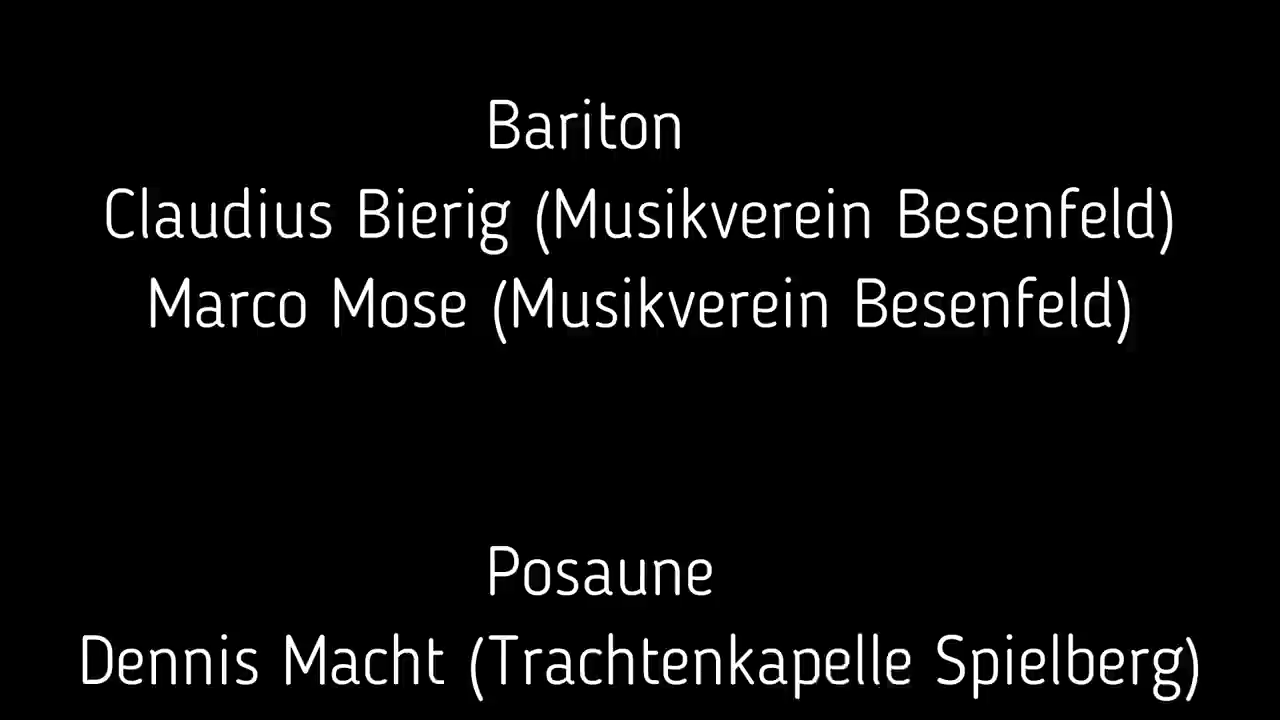 Bariton
Claudius Bierig (Musikverein Besenfeld)
Marco Mose (Musikverein Besenfeld)
Posaune
Dennis Macht (Trachtenkapelle Spielberg)